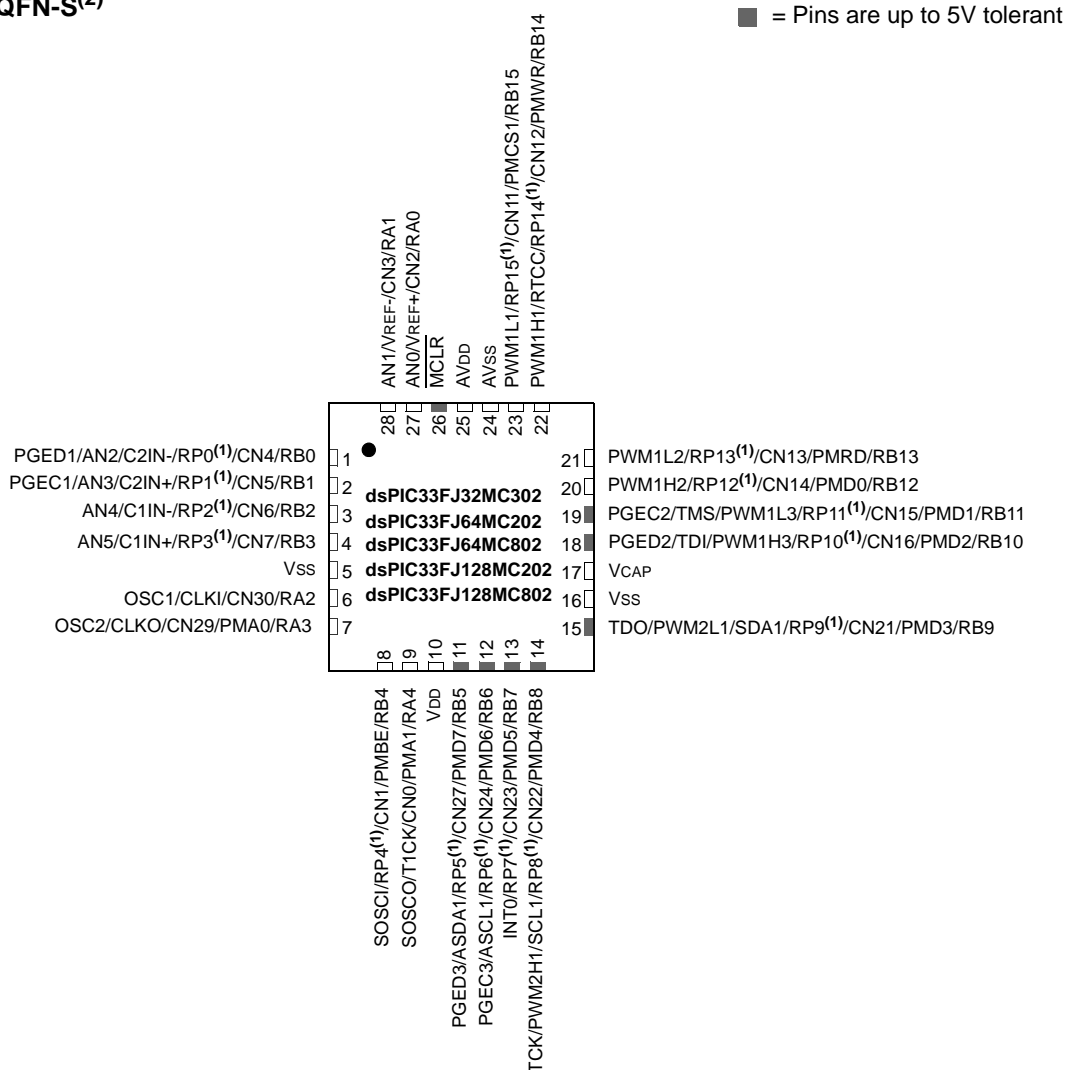 QFN-S(2)
= Pins are up to 5V tolerant
AN1/VREF-/CN3/RA1
AN0/VREF+/CN2/RA0
MCLR
AVDD
AVSS
PWM1L1/RP15(1)/CN11/PMCS1/RB15
PWM1H1/RTCC/RP14(1)/CN12/PMWR/RB14
28
27
26
25
24
23
22
PGED1/AN2/C2IN-/RP0(1)/CN4/RB0 1
PGEC1/AN3/C2IN+/RP1(1)/CN5/RB1 2
AN4/C1IN-/RP2(1)/CN6/RB2 3
AN5/C1IN+/RP3(1)/CN7/RB3 4
VSS 5
OSC1/CLKI/CN30/RA2 6
OSC2/CLKO/CN29/PMA0/RA3 7
dsPIC33FJ32MC302
dsPIC33FJ64MC202
dsPIC33FJ64MC802
dsPIC33FJ128MC202
dsPIC33FJ128MC802
21 PWM1L2/RP13(1)/CN13/PMRD/RB13
20 PWM1H2/RP12(1)/CN14/PMD0/RB12
19 PGEC2/TMS/PWM1L3/RP11(1)/CN15/PMD1/RB11
18 PGED2/TDI/PWM1H3/RP10(1)/CN16/PMD2/RB10
17 VCAP
16 VSS
15 TDO/PWM2L1/SDA1/RP9(1)/CN21/PMD3/RB9
8
9
10
11
12
13
14
SOSCI/RP4(1)/CN1/PMBE/RB4
SOSCO/T1CK/CN0/PMA1/RA4
VDD
PGED3/ASDA1/RP5(1)/CN27/PMD7/RB5
PGEC3/ASCL1/RP6(1)/CN24/PMD6/RB6
INT0/RP7(1)/CN23/PMD5/RB7
TCK/PWM2H1/SCL1/RP8(1)/CN22/PMD4/RB8